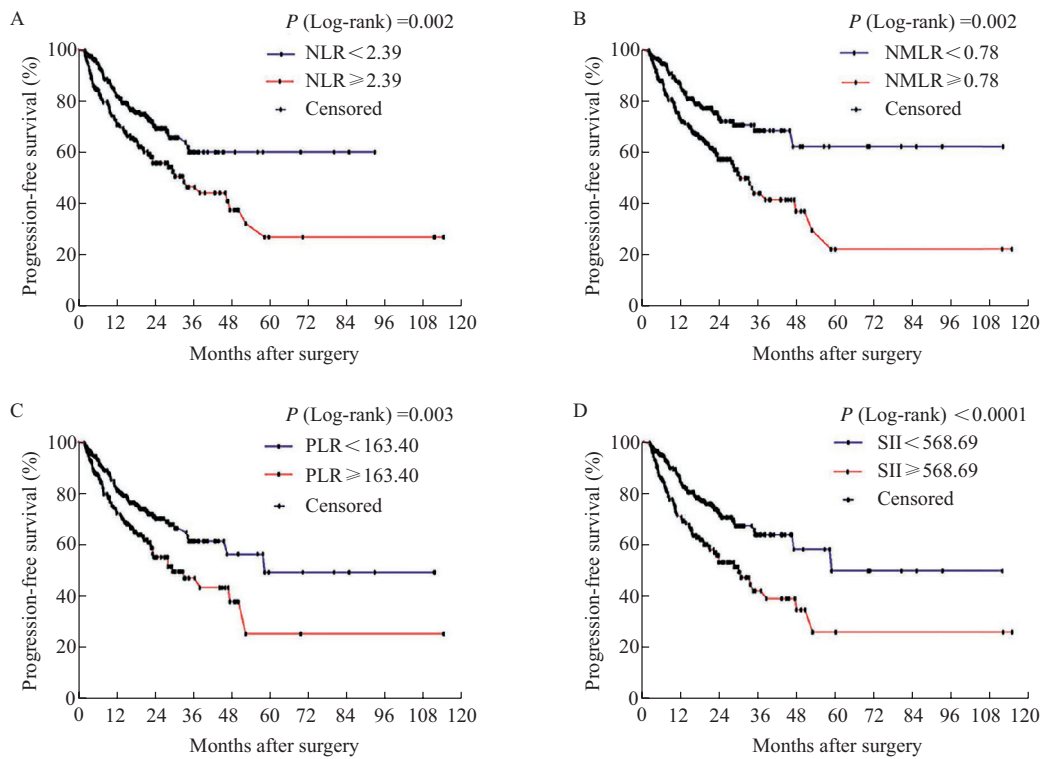 A
P (Log-rank) =0.002
NLR<2.39
NLR≥2.39
Censored
Progression-free survival (%)
100
80
60
40
20
0
0 12 24 36 48 60 72 84 96 108 120
Months after surgery
B
P (Log-rank) =0.002
NMLR<0.78
NMLR≥0.78
Censored
Progression-free survival (%)
100
80
60
40
20
0
0 12 24 36 48 60 72 84 96 108 120
Months after surgery
C
P (Log-rank) =0.003
PLR<163.40
PLR≥163.40
Censored
Progression-free survival (%)
100
80
60
40
20
0
0 12 24 36 48 60 72 84 96 108 120
Months after surgery
D
P (Log-rank) <0.0001
SII<568.69
SII≥568.69
Censored
Progression-free survival (%)
100
80
60
40
20
0
0 12 24 36 48 60 72 84 96 108 120
Months after surgery